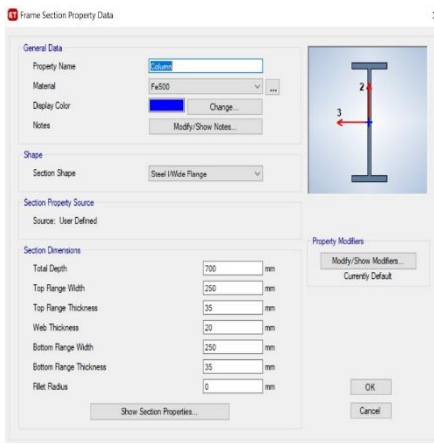 ET Frame Section Property Data
General Data
Property Name Column
Material Fe500 ...
Display Color Change...
Notes Modify/Show Notes...
Shape
Section Shape Steel I/Wide Flange
Section Property Source
Source: User Defined
Section Dimensions
Total Depth 700 mm
Top Flange Width 250 mm
Top Flange Thickness 35 mm
Web Thickness 20 mm
Bottom Flange Width 250 mm
Bottom Flange Thickness 35 mm
Fillet Radius 0 mm
Show Section Properties...
2
3
Property Modifiers
Modify/Show Modifiers...
Currently Default
OK
Cancel